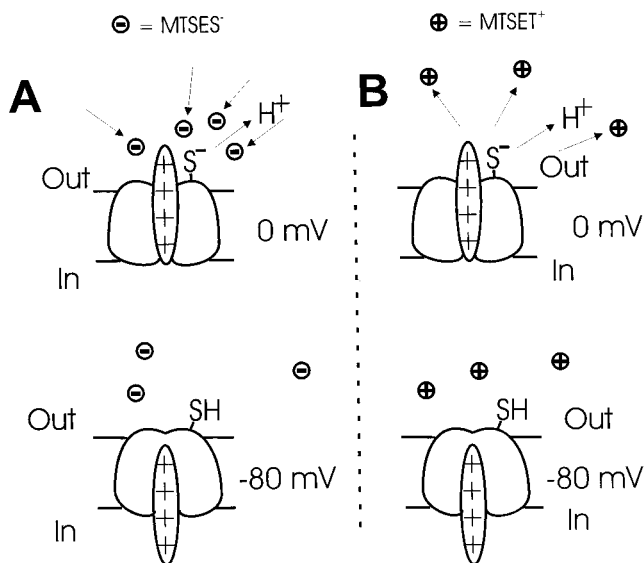 ⊖ = MTSES⁻ ⊕ = MTSET⁺
A
H⁺
S⁻
Out
0 mV
In
Out
SH
-80 mV
In
B
H⁺
S⁻
Out
0 mV
In
SH
Out
-80 mV
In